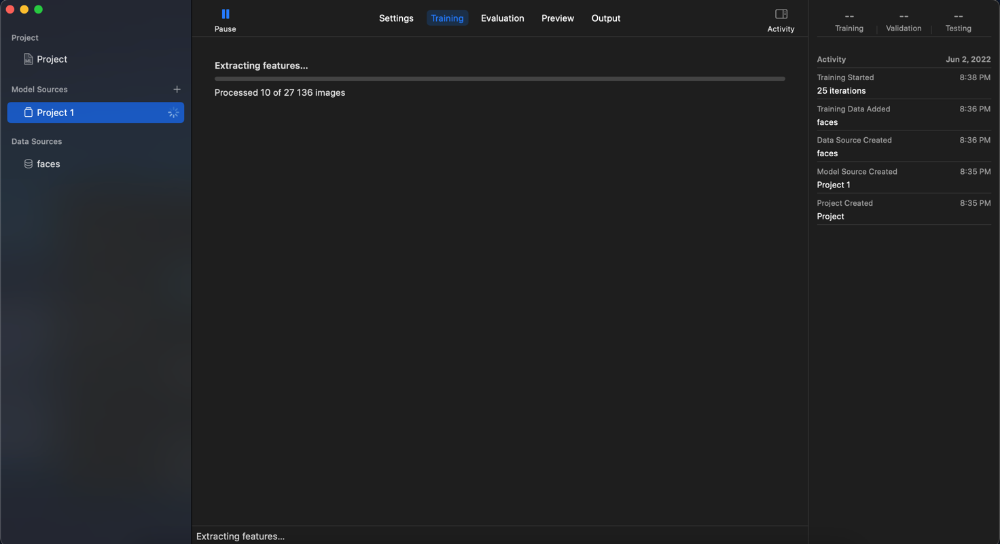 Project
Project
Model Sources
Project 1
Data Sources
faces
Pause
Settings Training Evaluation Preview Output
Activity
Extracting features...
Processed 10 of 27 136 images
Extracting features...
-- -- --
Training Validation Testing
Activity Jun 2, 2022
Training Started 8:38 PM
25 iterations
Training Data Added 8:36 PM
faces
Data Source Created 8:36 PM
faces
Model Source Created 8:35 PM
Project 1
Project Created 8:35 PM
Project